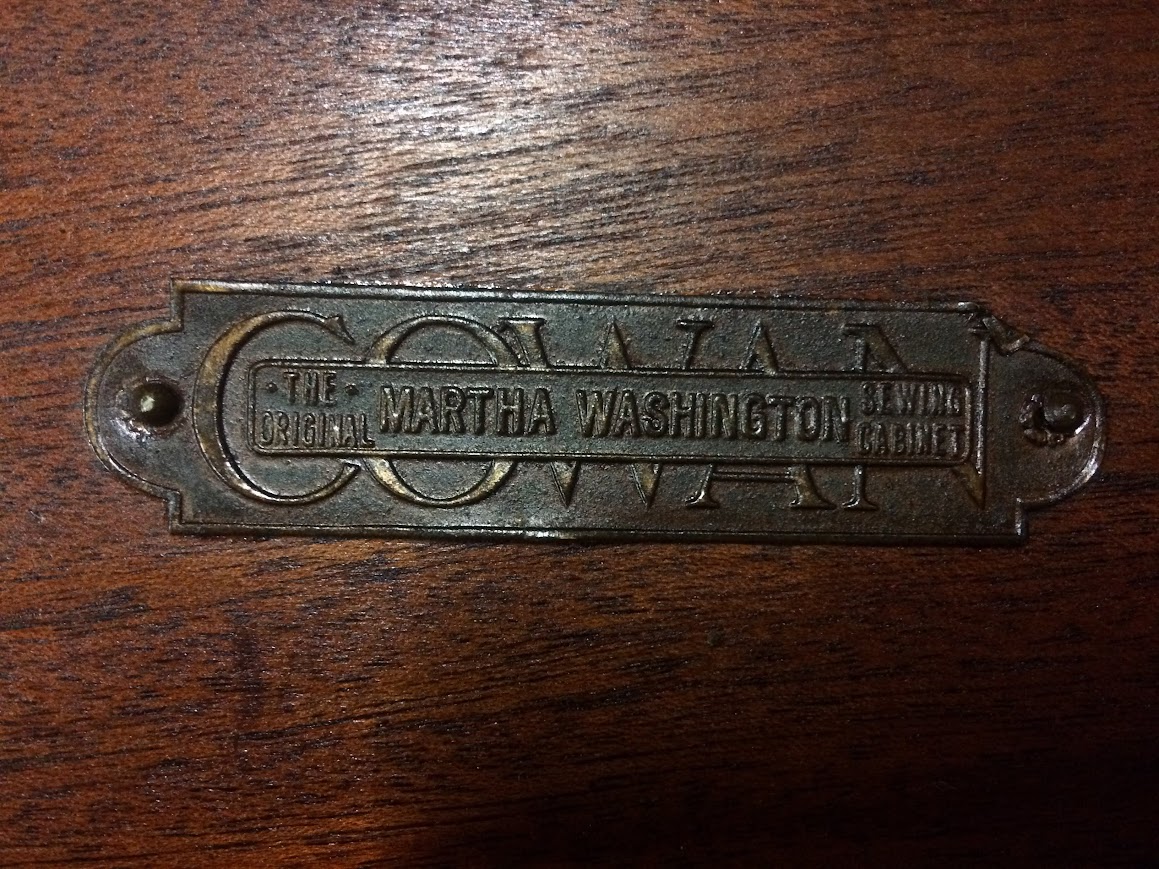 COWAN
· THE ·
ORIGINAL
MARTHA WASHINGTON
SEWING
CABINET